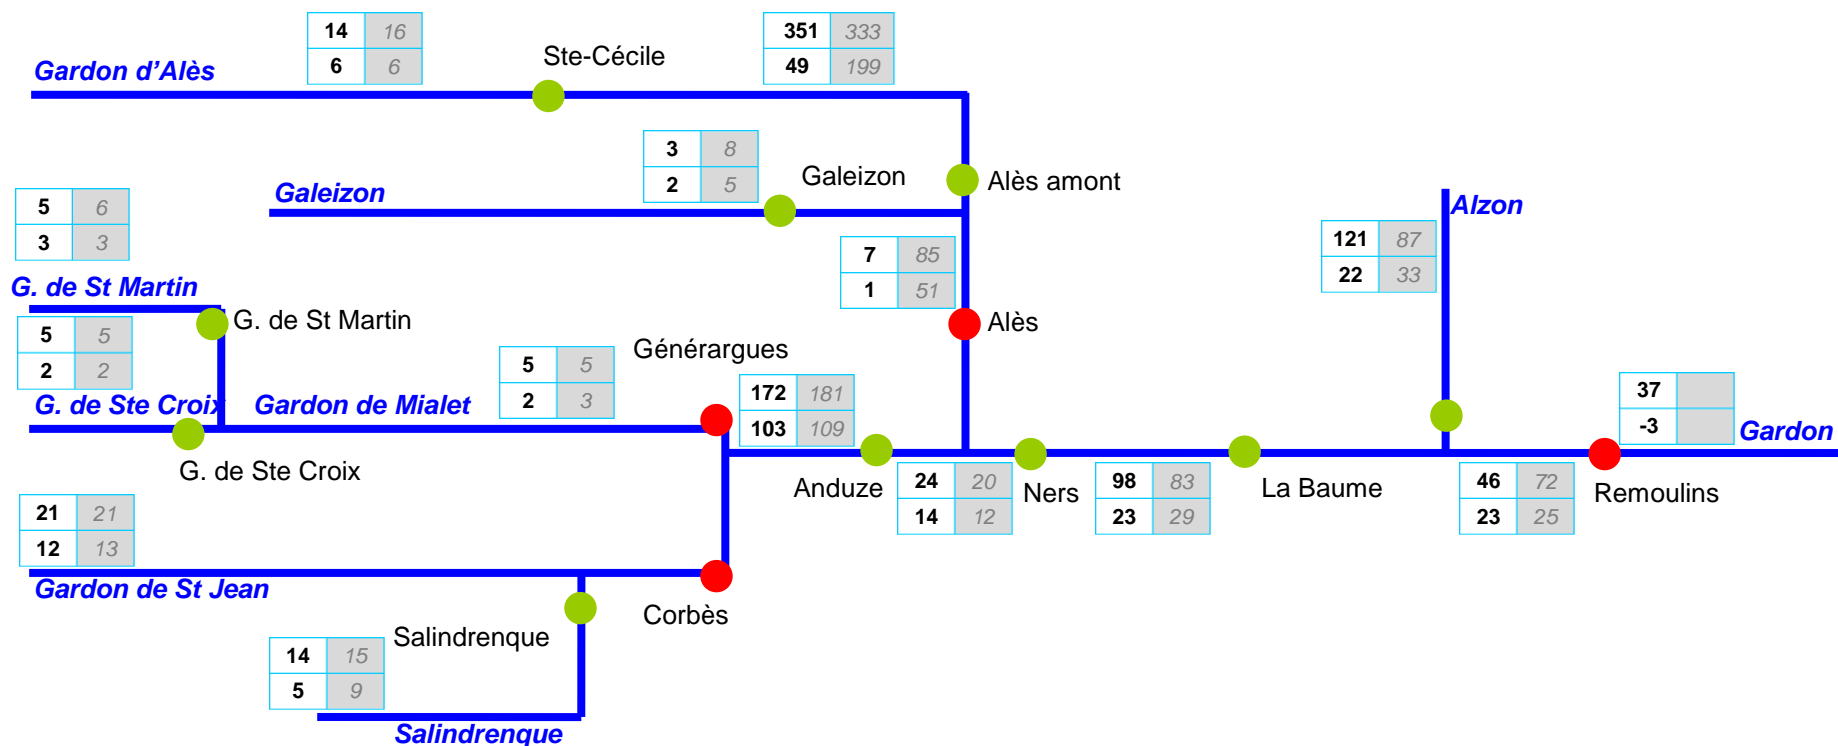 14 16
6 6
351 333
49 199
Ste-Cécile
Gardon d'Alès
3 8
2 5
Galeizon
Galeizon
Alès amont
5 6
3 3
Alzon
121 87
22 33
7 85
1 51
G. de St Martin
G. de St Martin
Alès
5 5
2 2
Générargues
5 5
2 3
172 181
103 109
37
-3
G. de Ste Croix
Gardon de Mialet
Gardon
G. de Ste Croix
Anduze
24 20
14 12
Ners
98 83
23 29
La Baume
46 72
23 25
Remoulins
21 21
12 13
Gardon de St Jean
Corbès
Salindrenque
14 15
5 9
Salindrenque